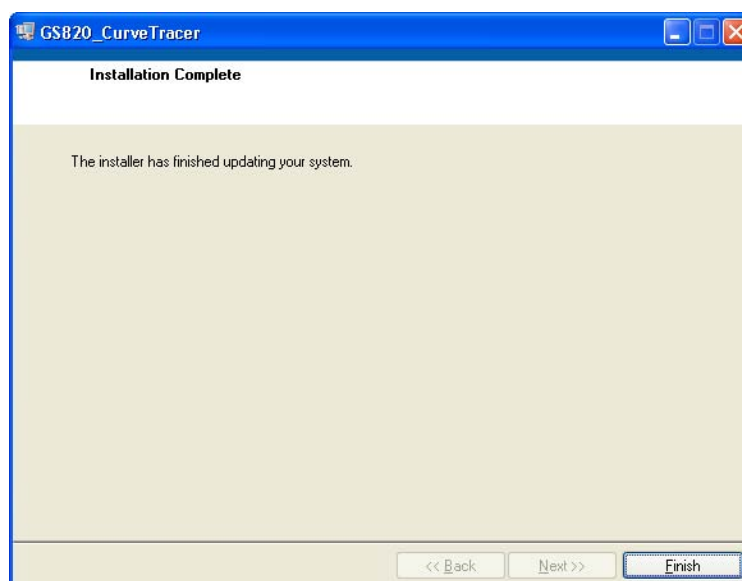 GS820_CurveTracer
Installation Complete
The installer has finished updating your system.
<< Back Next >> Finish